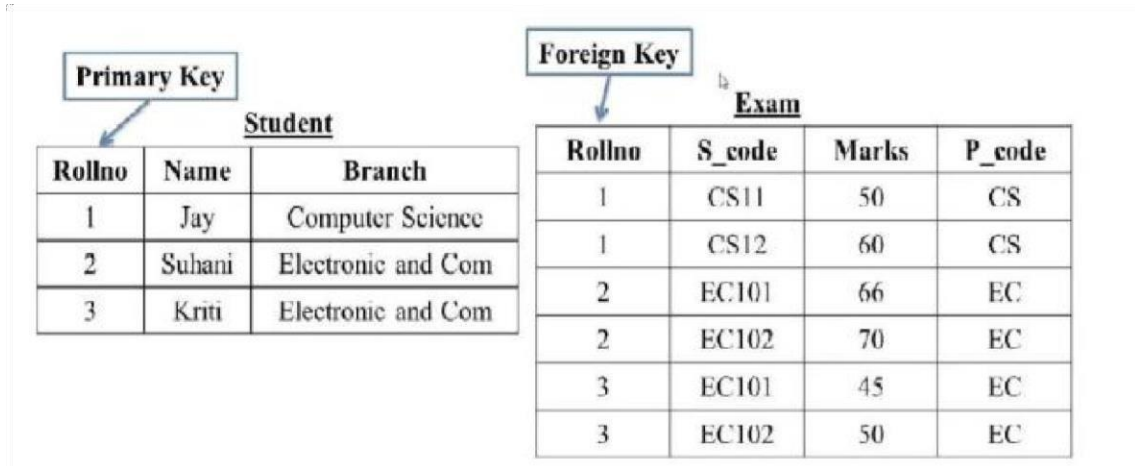 Primary Key
Student
Rollno Name Branch
1 Jay Computer Science
2 Suhani Electronic and Com
3 Kriti Electronic and Com
Foreign Key
Exam
Rollno S_code Marks P_code
1 CS11 50 CS
1 CS12 60 CS
2 EC101 66 EC
2 EC102 70 EC
3 EC101 45 EC
3 EC102 50 EC